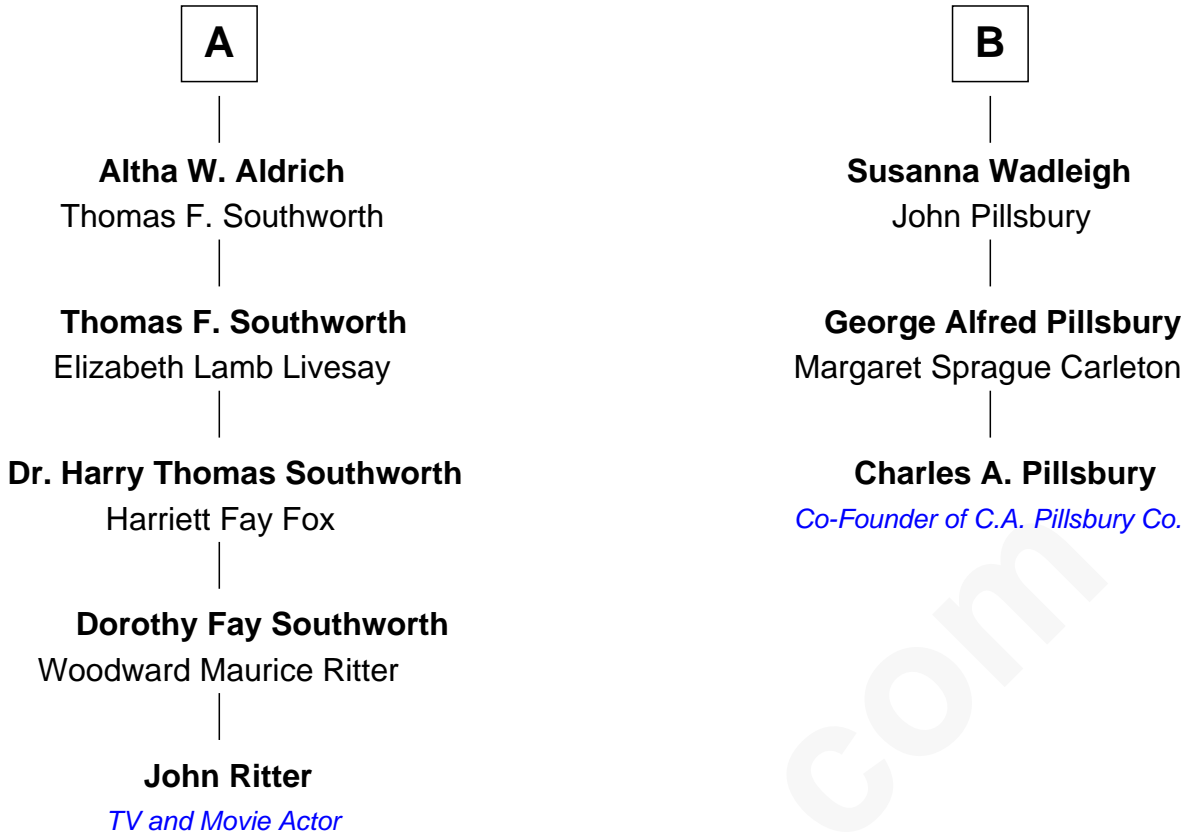 A
Altha W. Aldrich
Thomas F. Southworth
Thomas F. Southworth
Elizabeth Lamb Livesay
Dr. Harry Thomas Southworth
Harriett Fay Fox
Dorothy Fay Southworth
Woodward Maurice Ritter
John Ritter
TV and Movie Actor
B
Susanna Wadleigh
John Pillsbury
George Alfred Pillsbury
Margaret Sprague Carleton
Charles A. Pillsbury
Co-Founder of C.A. Pillsbury Co.
com